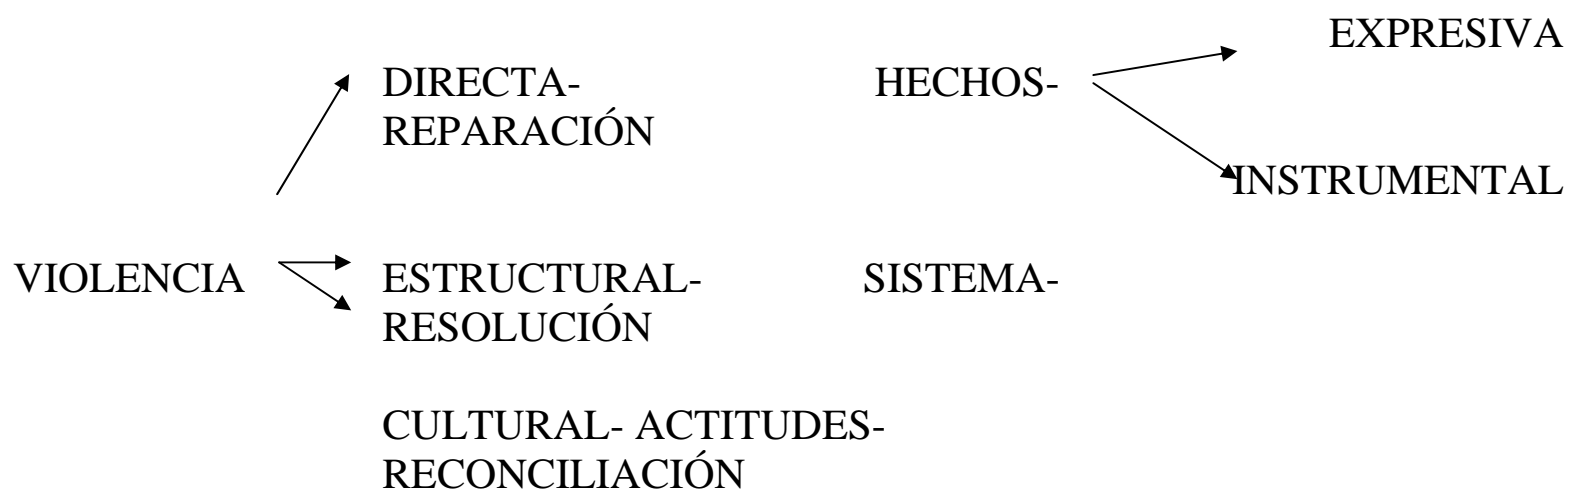 EXPRESIVA
DIRECTA- HECHOS-
REPARACIÓN
INSTRUMENTAL
VIOLENCIA ESTRUCTURAL- SISTEMA-
RESOLUCIÓN
CULTURAL- ACTITUDES-
RECONCILIACIÓN